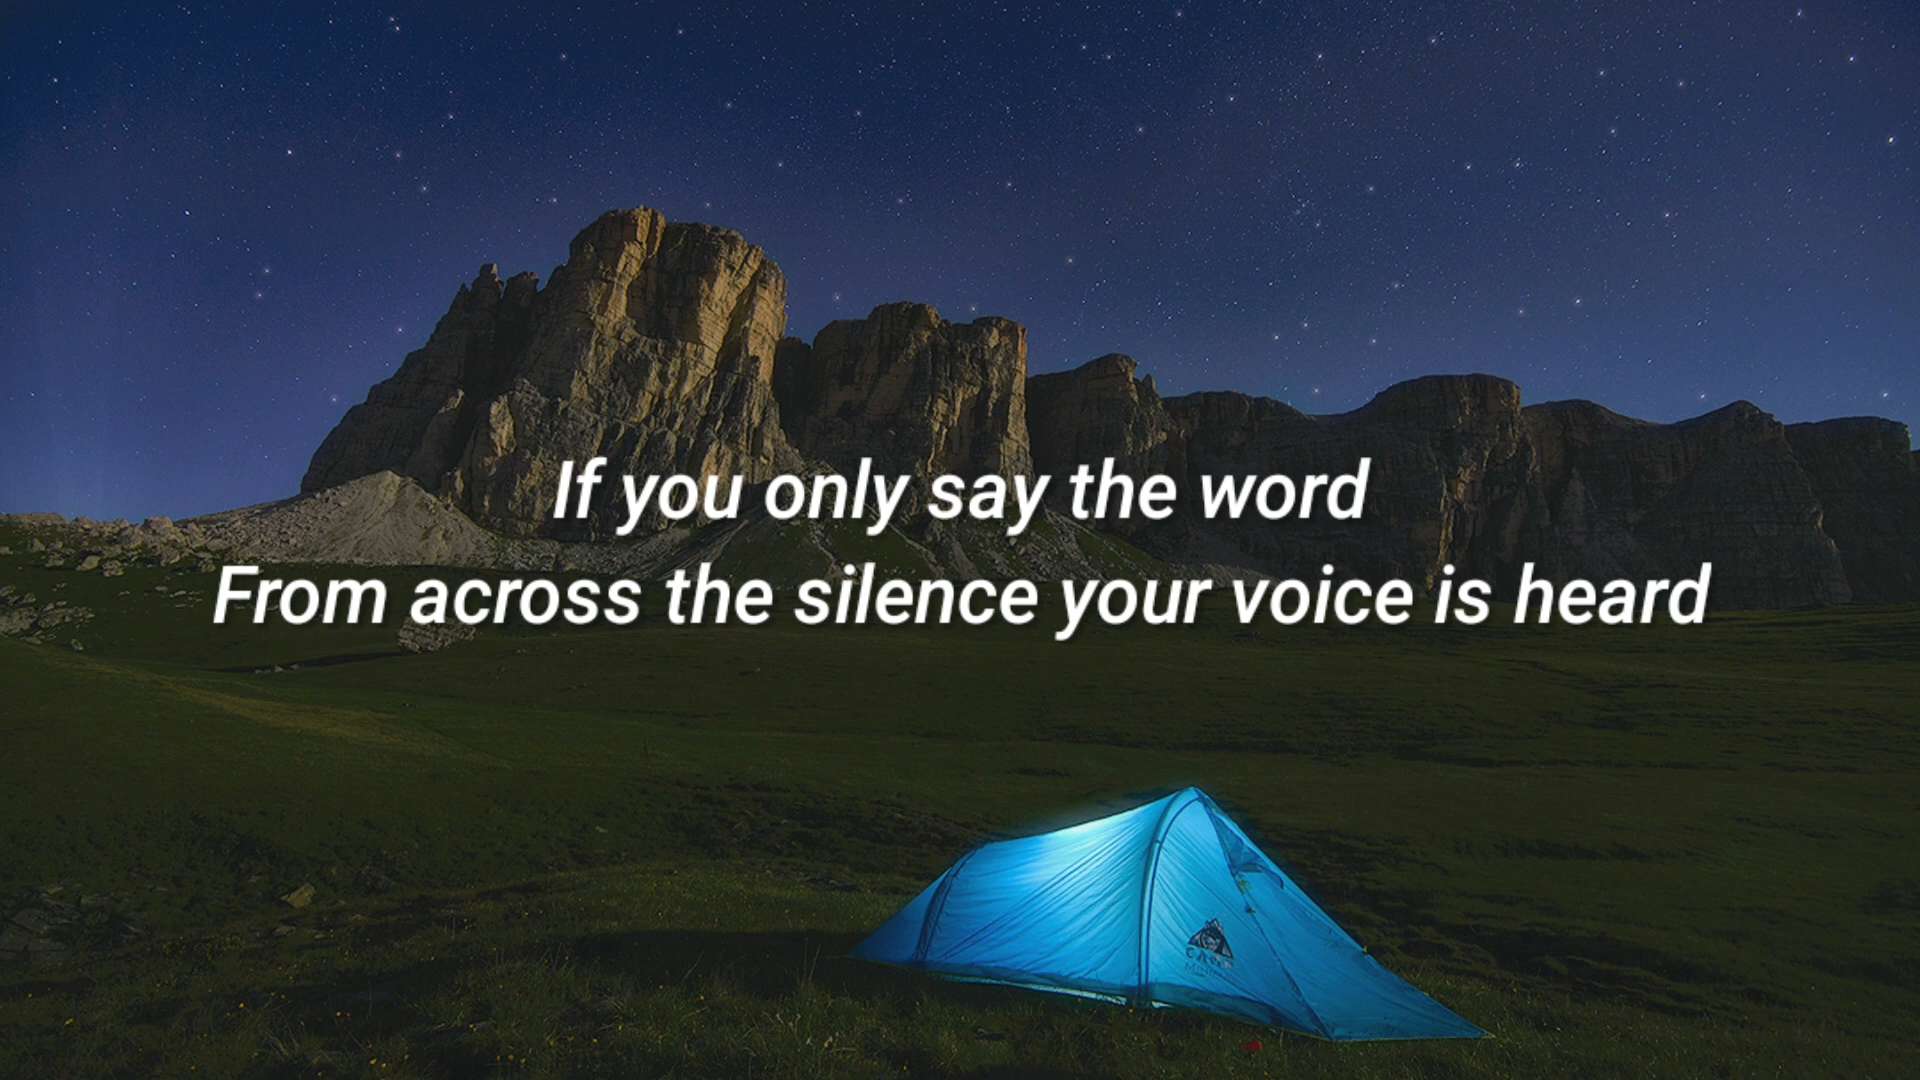 If you only say the word
From across the silence your voice is heard